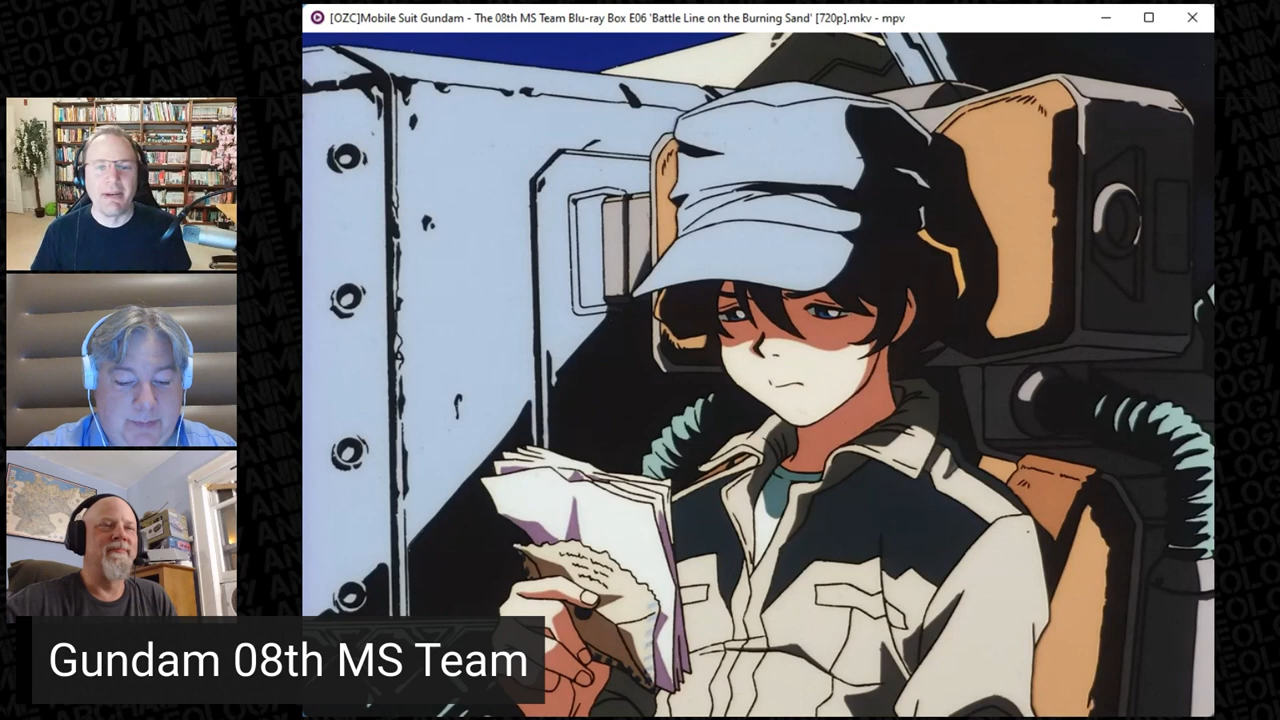 [OZC]Mobile Suit Gundam - The 08th MS Team Blu-ray Box E06 'Battle Line on the Burning Sand' [720p].mkv - mpv
Gundam 08th MS Team